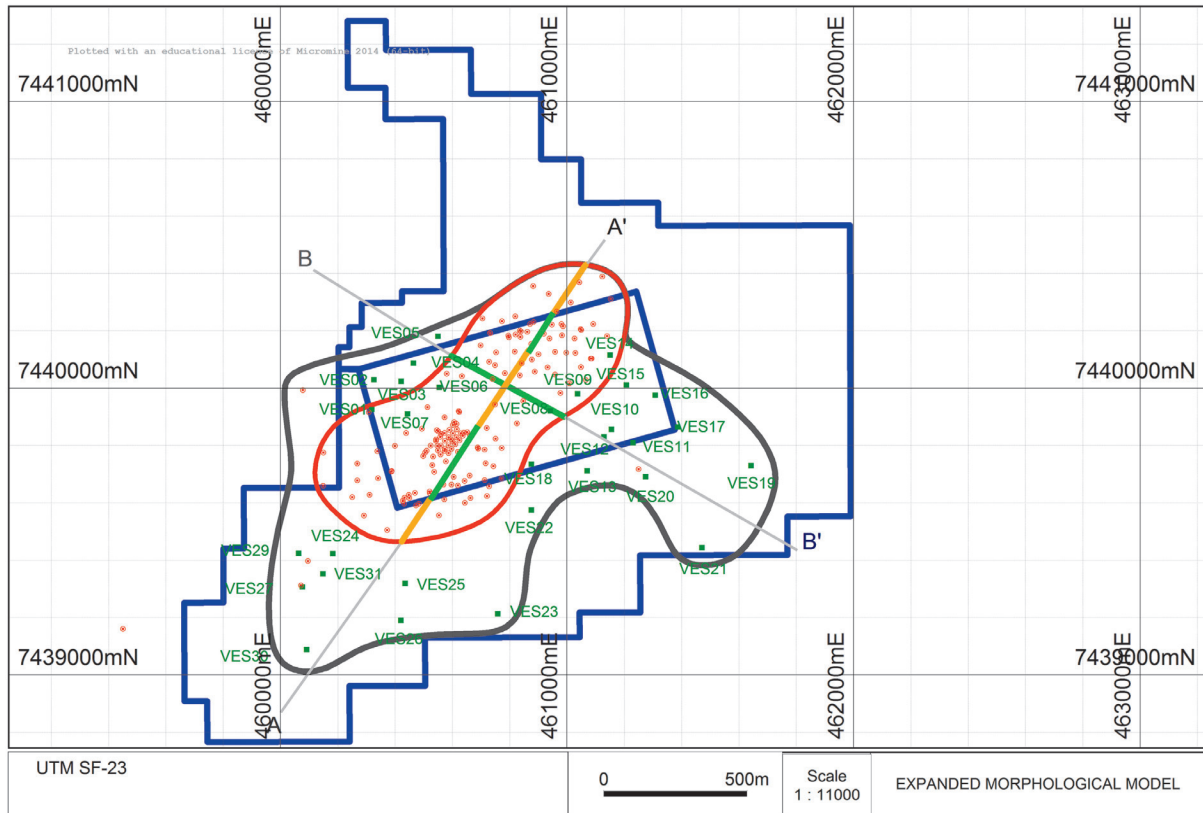 Plotted with an educational license of Micromine 2014 (64-bit)
460000mE
461000mE
462000mE
463000mE
7441000mN
7441000mN
A'
B
VES05
VES14
VES04
VES02
VES03
VES06
VES09
VES15
VES16
7440000mN
7440000mN
VES01
VES07
VES08
VES10
VES17
VES12
VES11
VES18
VES13
VES20
VES19
VES22
B'
VES29
VES24
VES21
VES31
VES27
VES25
VES23
VES26
VES30
7439000mN
7439000mN
A
460000mE
461000mE
462000mE
463000mE
UTM SF-23
0 500m
Scale
1 : 11000
EXPANDED MORPHOLOGICAL MODEL